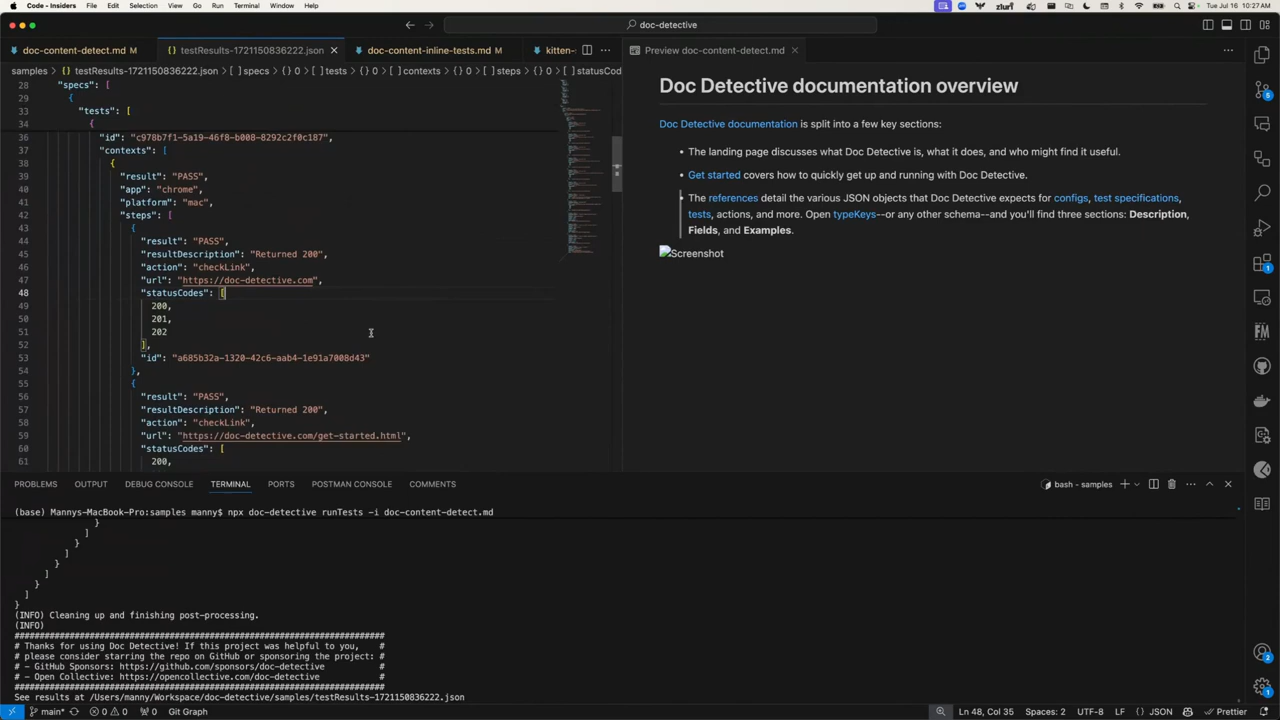 Code - Insiders File Edit Selection View Go Run Terminal Window Help
zlurf Tue Jul 16 10:27 AM
doc-detective
doc-content-detect.md M testResults-1721150836222.json doc-content-inline-tests.md M kitten-
Preview doc-content-detect.md
samples > {} testResults-1721150836222.json > [ ] specs > {} 0 > [ ] tests > {} 0 > [ ] contexts > {} 0 > [ ] steps > {} 0 > [ ] statusCod
28 "specs": [
29 {
33 "tests": [
34 {
36 "id": "c978b7f1-5a19-46f8-b008-8292c2f0c187",
37 "contexts": [
38 {
39 "result": "PASS",
40 "app": "chrome",
41 "platform": "mac",
42 "steps": [
43 {
44 "result": "PASS",
45 "resultDescription": "Returned 200",
46 "action": "checkLink",
47 "url": "https://doc-detective.com",
48 "statusCodes": [
49 200,
50 201,
51 202
52 ],
53 "id": "a685b32a-1320-42c6-aab4-1e91a7008d43"
54 },
55 {
56 "result": "PASS",
57 "resultDescription": "Returned 200",
58 "action": "checkLink",
59 "url": "https://doc-detective.com/get-started.html",
60 "statusCodes": [
61 200,
Doc Detective documentation overview
Doc Detective documentation is split into a few key sections:
• The landing page discusses what Doc Detective is, what it does, and who might find it useful.
• Get started covers how to quickly get up and running with Doc Detective.
• The references detail the various JSON objects that Doc Detective expects for configs, test specifications,
tests, actions, and more. Open typeKeys--or any other schema--and you'll find three sections: Description,
Fields, and Examples.
Screenshot
PROBLEMS OUTPUT DEBUG CONSOLE TERMINAL PORTS POSTMAN CONSOLE COMMENTS
bash - samples
(base) Mannys-MacBook-Pro:samples manny$ npx doc-detective runTests -i doc-content-detect.md
}
]
}
]
}
]
}
]
}
(INFO) Cleaning up and finishing post-processing.
(INFO)
##########################################################################
# Thanks for using Doc Detective! If this project was helpful to you, #
# please consider starring the repo on GitHub or sponsoring the project: #
# - GitHub Sponsors: https://github.com/sponsors/doc-detective #
# - Open Collective: https://opencollective.com/doc-detective #
##########################################################################
See results at /Users/manny/Workspace/doc-detective/samples/testResults-1721150836222.json
main* 0 0 0 Git Graph Ln 48, Col 35 Spaces: 2 UTF-8 LF {} JSON Prettier